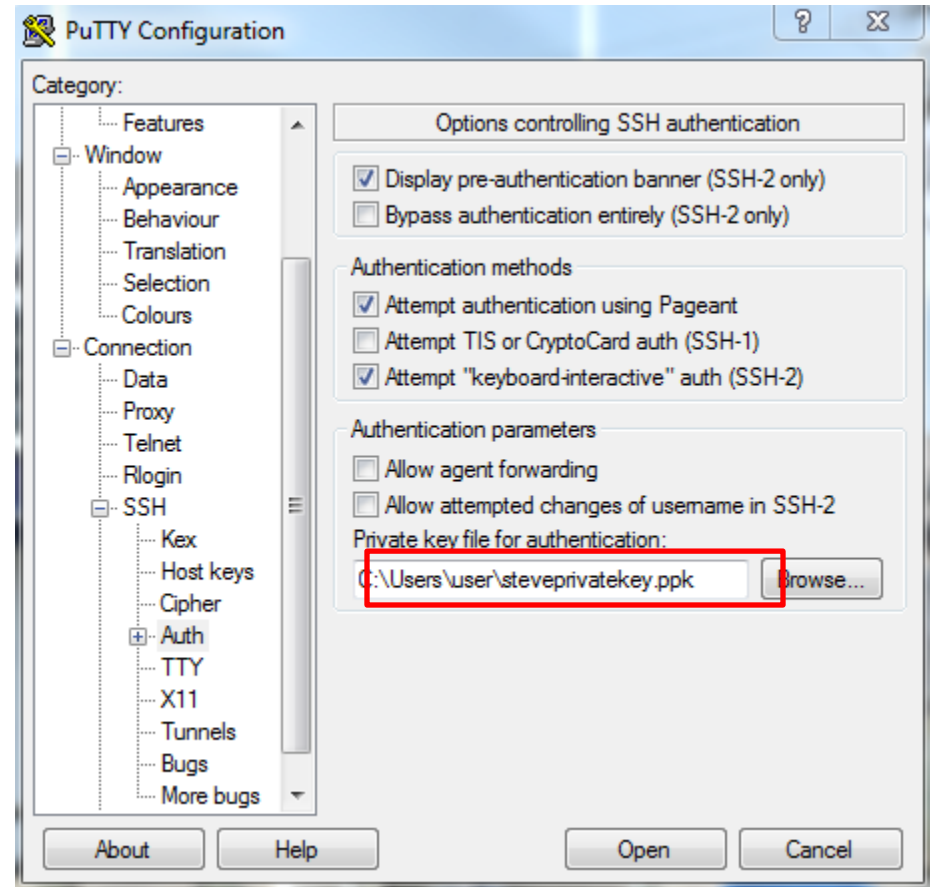 PuTTY Configuration
Category:
Features
Window
Appearance
Behaviour
Translation
Selection
Colours
Connection
Data
Proxy
Telnet
Rlogin
SSH
Kex
Host keys
Cipher
Auth
TTY
X11
Tunnels
Bugs
More bugs
Options controlling SSH authentication
Display pre-authentication banner (SSH-2 only)
Bypass authentication entirely (SSH-2 only)
Authentication methods
Attempt authentication using Pageant
Attempt TIS or CryptoCard auth (SSH-1)
Attempt "keyboard-interactive" auth (SSH-2)
Authentication parameters
Allow agent forwarding
Allow attempted changes of username in SSH-2
Private key file for authentication:
C:\Users\user\steveprivatekey.ppk
Browse...
About
Help
Open
Cancel